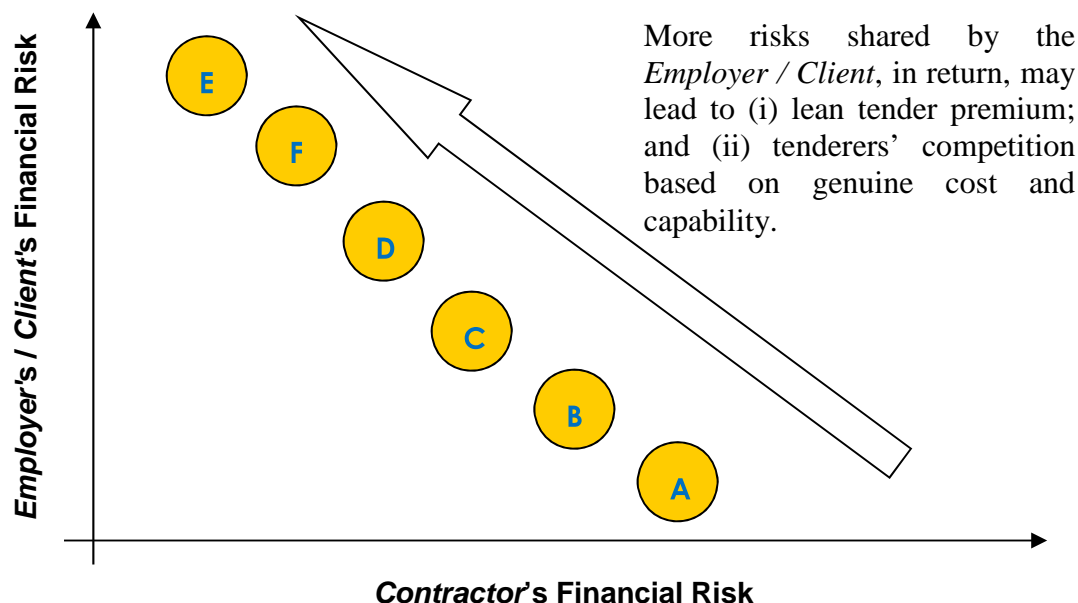 Employer's / Client's Financial Risk
More risks shared by the
Employer / Client, in return, may
lead to (i) lean tender premium;
and (ii) tenderers' competition
based on genuine cost and
capability.
E
F
D
C
B
A
Contractor's Financial Risk